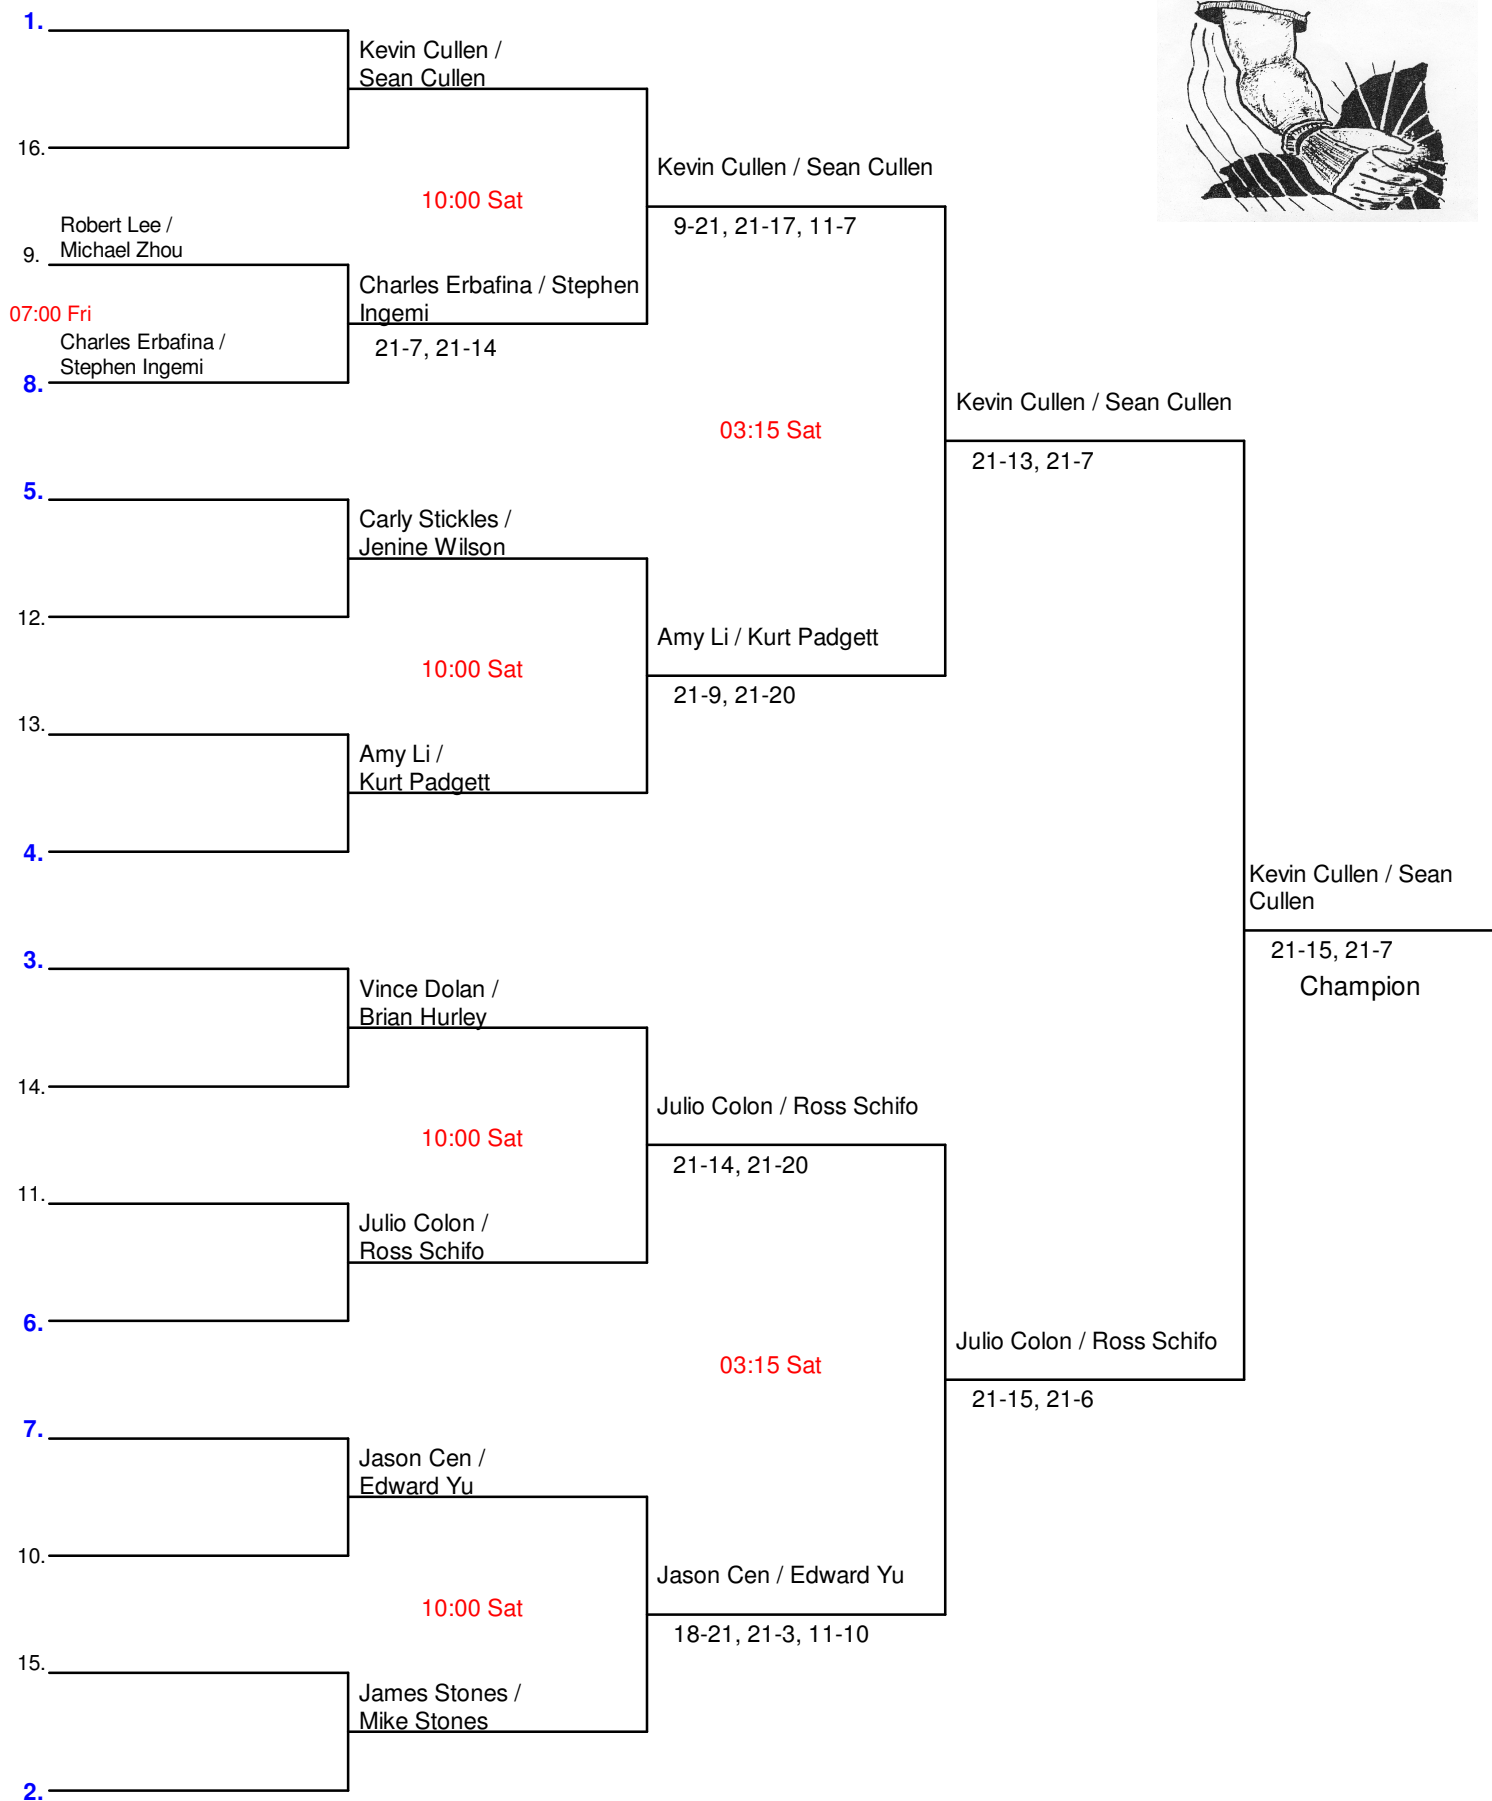 1.
Kevin Cullen /
Sean Cullen
16.
Kevin Cullen / Sean Cullen
10:00 Sat
9-21, 21-17, 11-7
Robert Lee /
Michael Zhou
9.
Charles Erbafina / Stephen
Ingemi
07:00 Fri
21-7, 21-14
Charles Erbafina /
Stephen Ingemi
8.
Kevin Cullen / Sean Cullen
03:15 Sat
21-13, 21-7
5.
Carly Stickles /
Jenine Wilson
12.
Amy Li / Kurt Padgett
10:00 Sat
21-9, 21-20
13.
Amy Li /
Kurt Padgett
4.
Kevin Cullen / Sean
Cullen
21-15, 21-7
Champion
3.
Vince Dolan /
Brian Hurley
14.
Julio Colon / Ross Schifo
10:00 Sat
21-14, 21-20
11.
Julio Colon /
Ross Schifo
6.
Julio Colon / Ross Schifo
03:15 Sat
21-15, 21-6
7.
Jason Cen /
Edward Yu
10.
Jason Cen / Edward Yu
10:00 Sat
18-21, 21-3, 11-10
15.
James Stones /
Mike Stones
2.